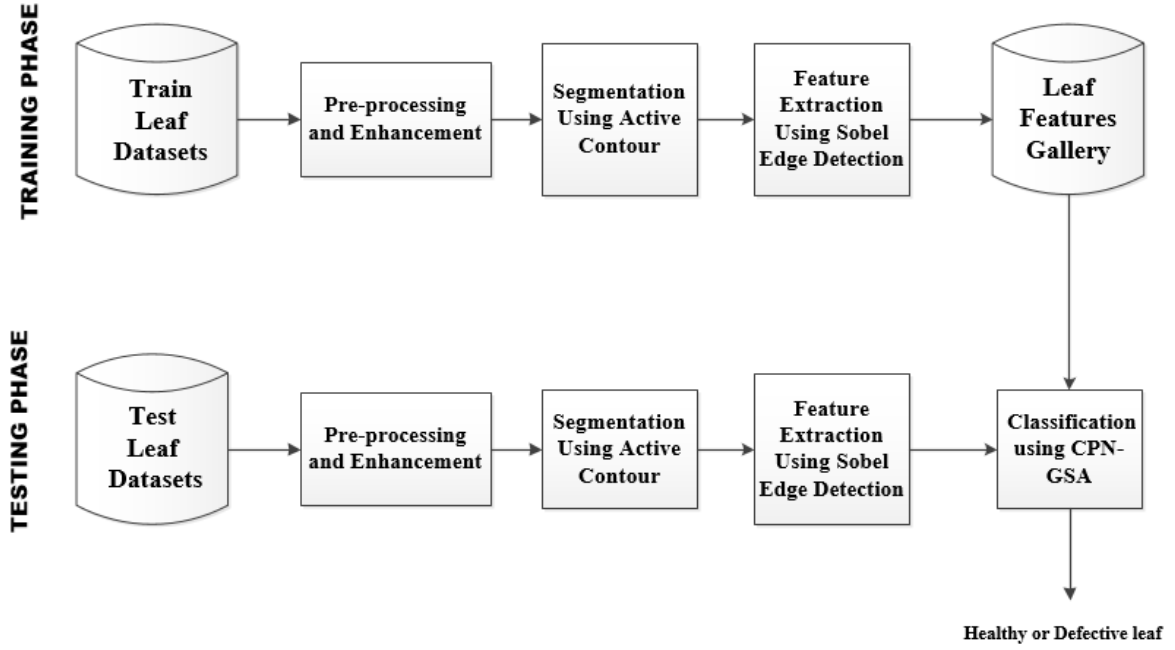 TRAINING PHASE
Train
Leaf
Datasets
Pre-processing
and Enhancement
Segmentation
Using Active
Contour
Feature
Extraction
Using Sobel
Edge Detection
Leaf
Features
Gallery
TESTING PHASE
Test
Leaf
Datasets
Pre-processing
and Enhancement
Segmentation
Using Active
Contour
Feature
Extraction
Using Sobel
Edge Detection
Classification
using CPN-
GSA
Healthy or Defective leaf